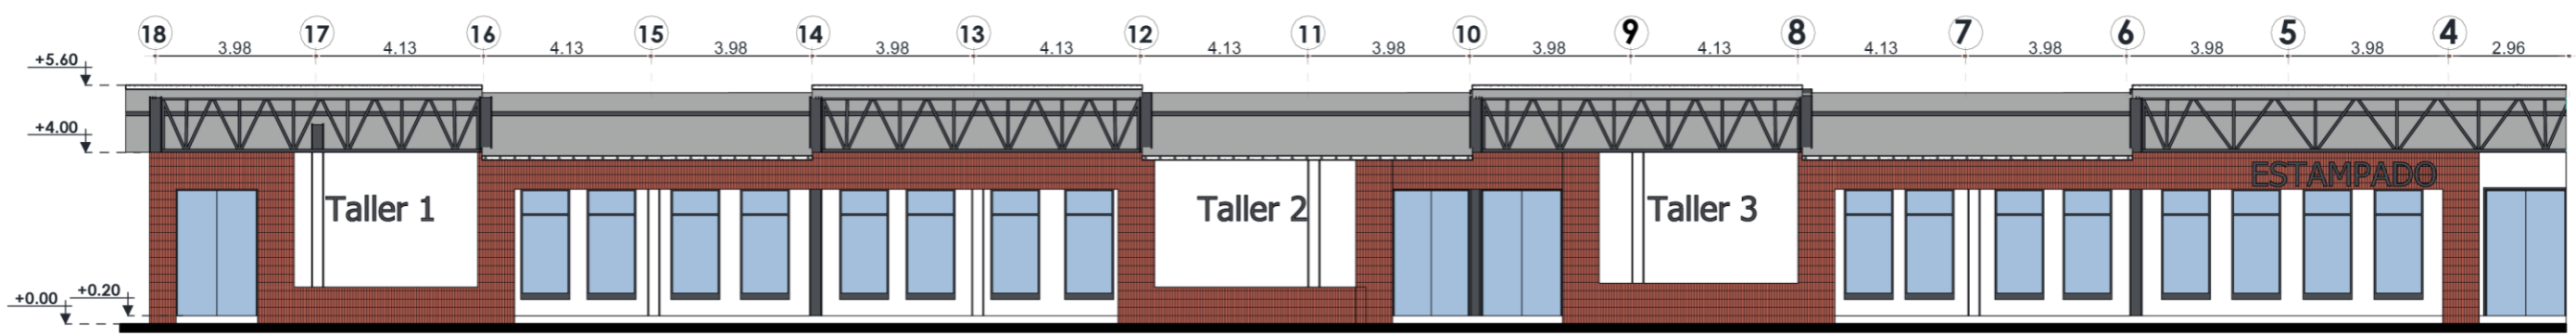 18 17 16 15 14 13 12 11 10 9 8 7 6 5 4
3.98 4.13 4.13 3.98 3.98 4.13 4.13 3.98 3.98 4.13 4.13 3.98 3.98 3.98 2.96
+5.60
+4.00
ESTAMPADO
Taller 1 Taller 2 Taller 3
+0.20
+0.00